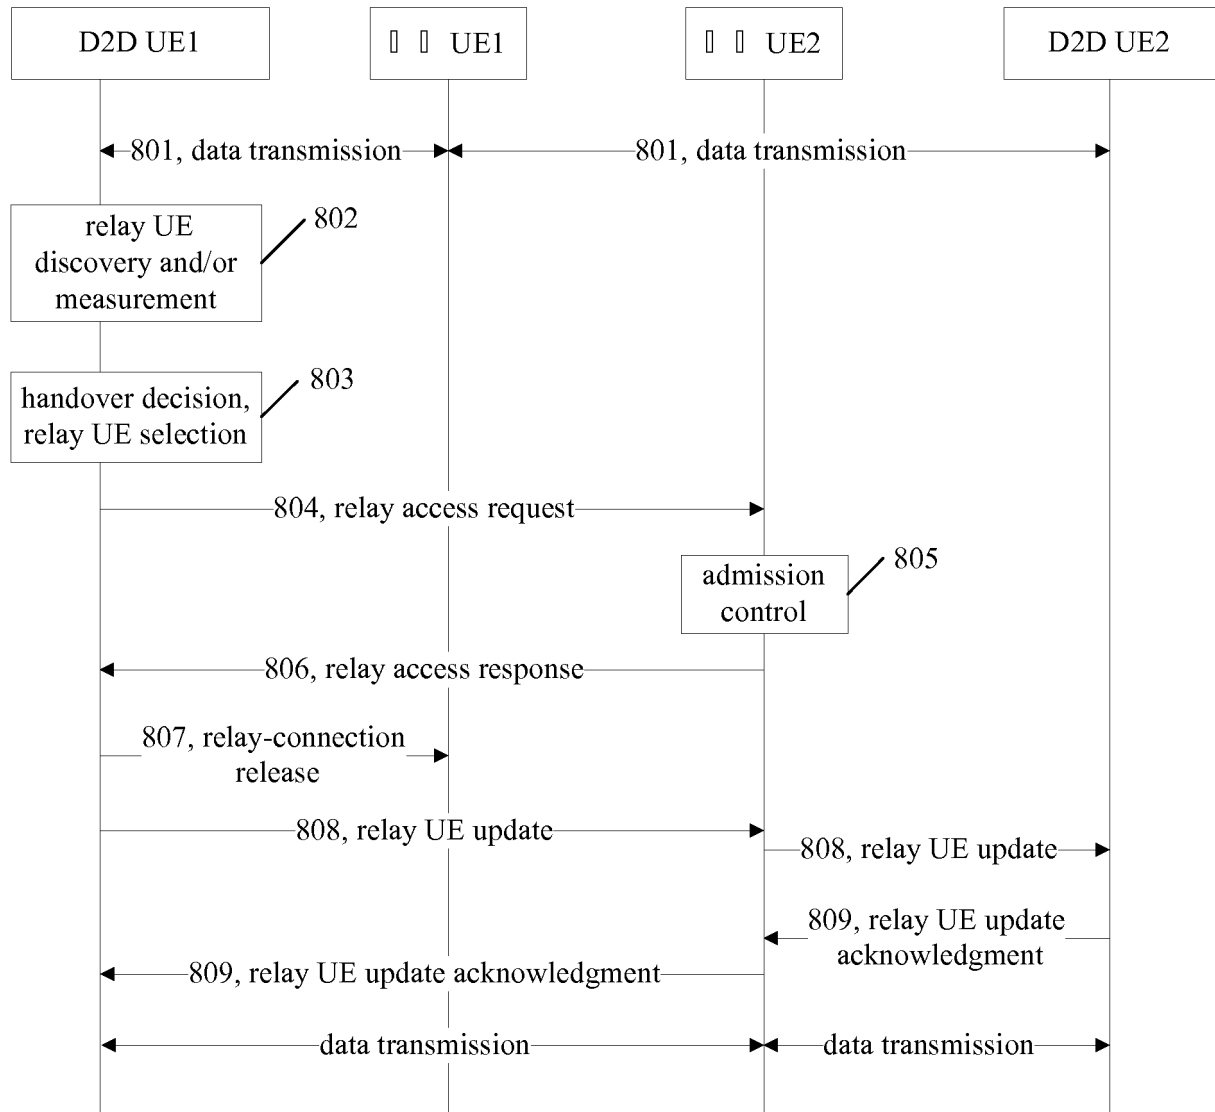 D2D UE1
UE1
UE2
D2D UE2
801, data transmission
801, data transmission
relay UE
discovery and/or
measurement
802
handover decision,
relay UE selection
803
804, relay access request
admission
control
805
806, relay access response
807, relay-connection
release
808, relay UE update
808, relay UE update
809, relay UE update
acknowledgment
809, relay UE update acknowledgment
data transmission
data transmission